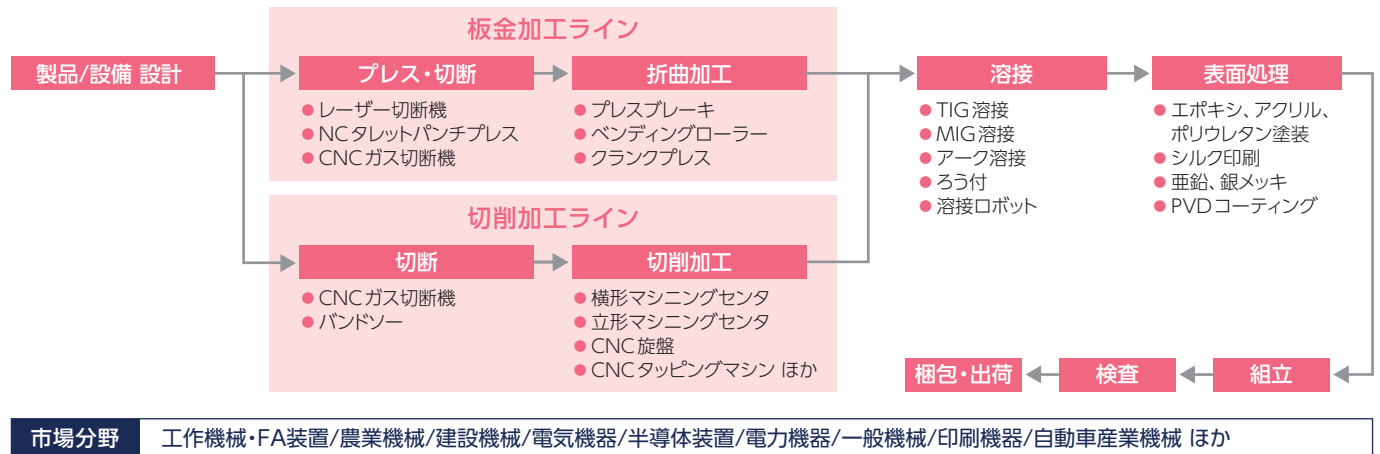 製品/設備 設計
板金加工ライン
プレス・切断
●レーザー切断機
●NCタレットパンチプレス
●CNCガス切断機
折曲加工
●プレスブレーキ
●ベンディングローラー
●クランクプレス
切削加工ライン
切断
●CNCガス切断機
●バンドソー
切削加工
●横形マシニングセンタ
●立形マシニングセンタ
●CNC旋盤
●CNCタッピングマシン ほか
溶接
●TIG溶接
●MIG溶接
●アーク溶接
●ろう付
●溶接ロボット
表面処理
●エポキシ、アクリル、
ポリウレタン塗装
●シルク印刷
●亜鉛、銀メッキ
●PVDコーティング
組立
検査
梱包・出荷
市場分野 工作機械・FA装置/農業機械/建設機械/電気機器/半導体装置/電力機器/一般機械/印刷機器/自動車産業機械 ほか